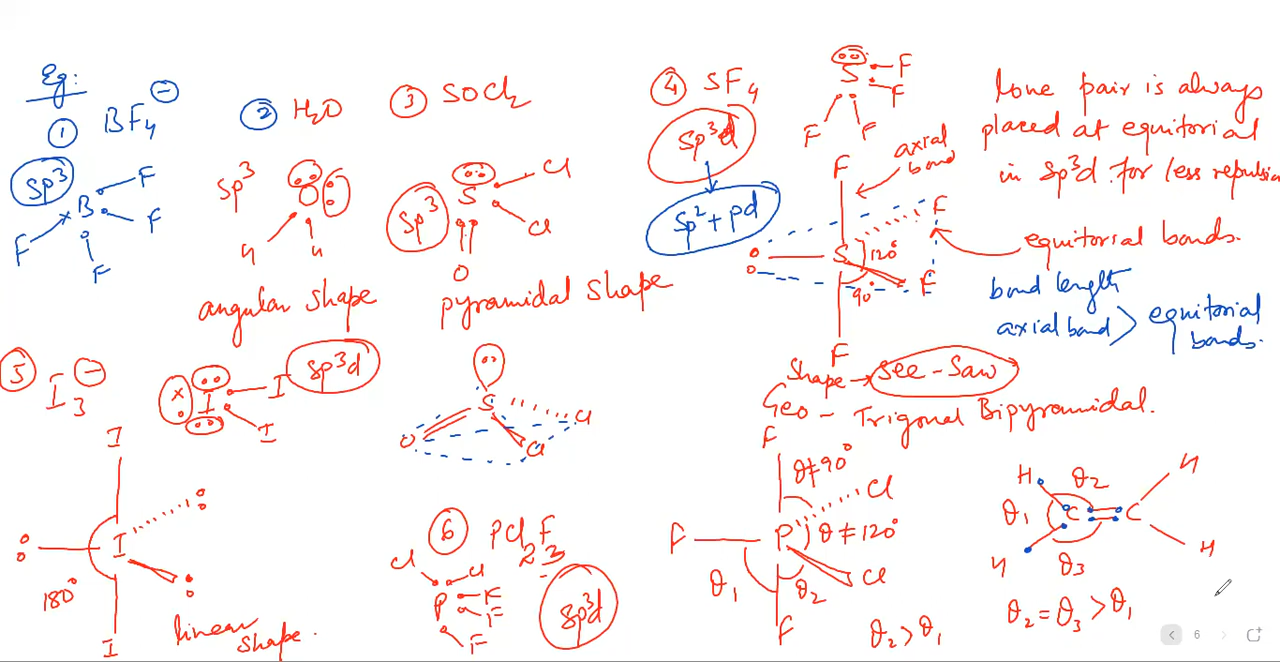 Eg:
① BF4⁻
sp³
B
F
F
F
F
② H₂O
sp³
O
H
H
angular shape
③ SOCl₂
sp³
S
Cl
Cl
O
pyramidal shape
S
O
Cl
Cl
④ SF₄
sp³d
sp²+pd
S
F
F
F
F
lone pair is always
placed at equitorial
in sp³d. for less repulsion
axial
bond
F
F
S
120°
90°
F
F
equitorial bonds.
bond length
axial bond > equitorial
bonds.
Shape → See-Saw
Geo - Trigonal Bipyramidal.
⑤ I₃⁻
I
I
I
sp³d
I
I
I
180°
linear
shape.
⑥ PCl₂F₃
Cl
Cl
P
F
F
F
sp³d
F
θ≠90°
Cl
F
P
θ≠120°
Cl
θ₁
θ₂
F
θ₂>θ₁
H
θ₂
H
θ₁
C
C
H
θ₃
H
θ₂=θ₃>θ₁
< 6 >